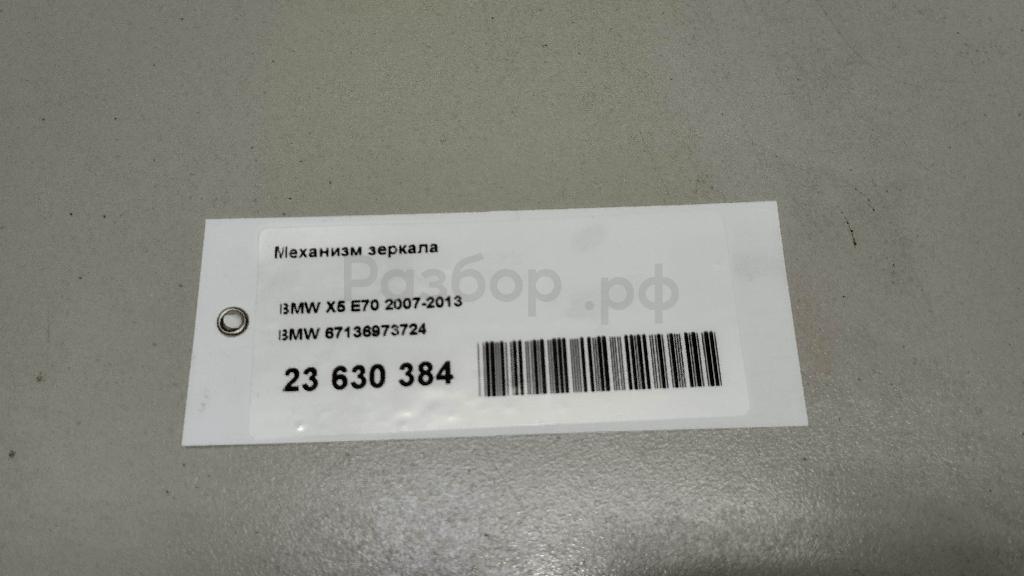 Механизм зеркала
Разбор.рф
BMW X5 E70 2007-2013
BMW 67136973724
23 630 384